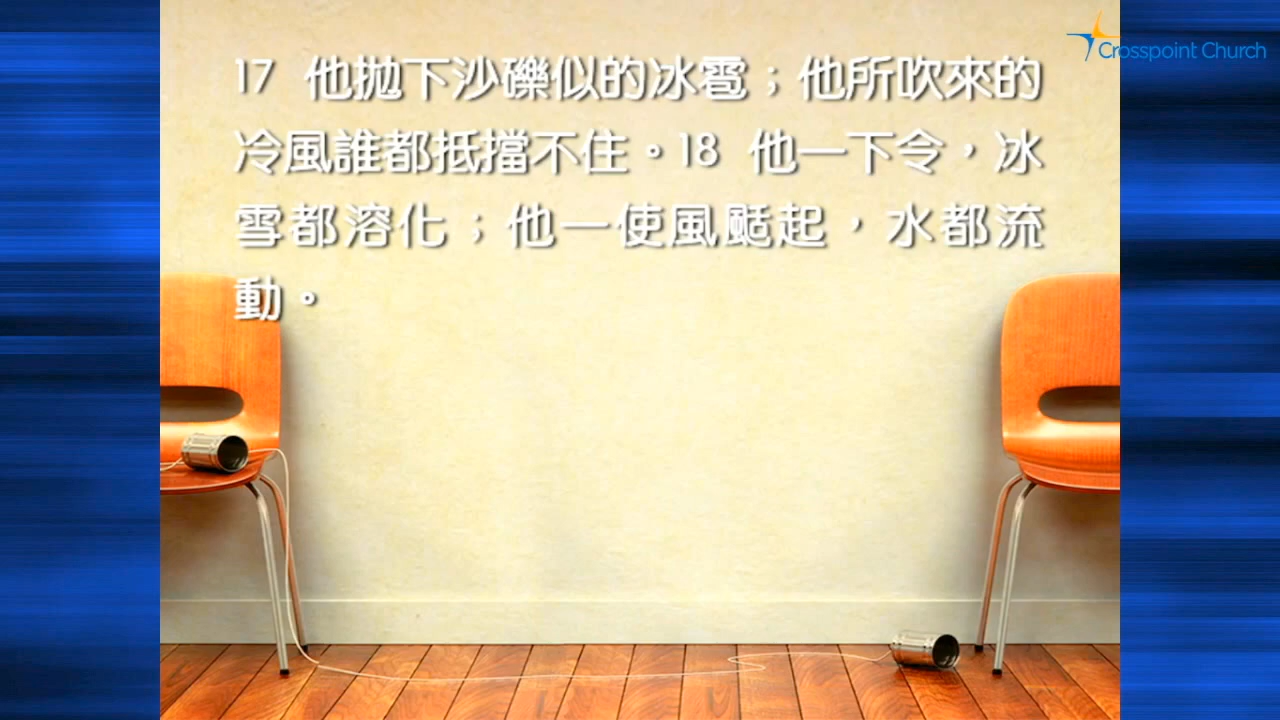 Crosspoint Church
17 他拋下沙礫似的冰雹；他所吹來的
冷風誰都抵擋不住。18 他一下令，冰
雪都溶化；他一使風颳起，水都流
動。